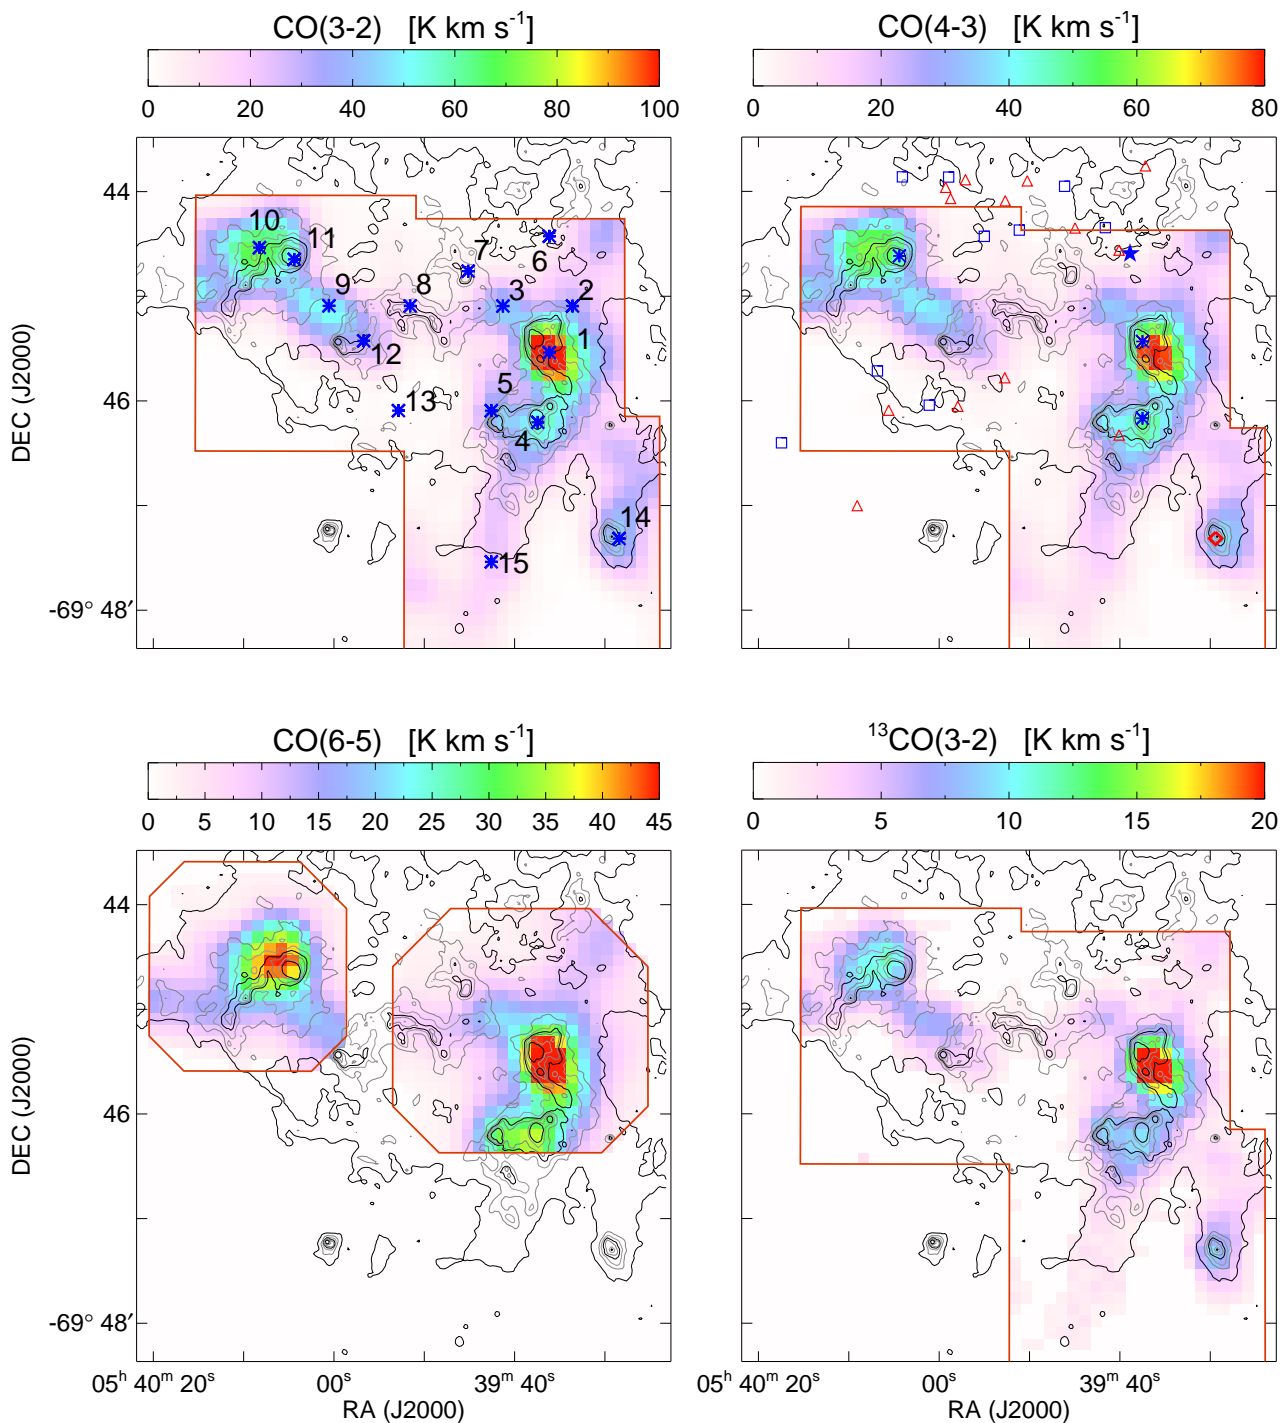 CO(3-2) [K km s⁻¹]
0 20 40 60 80 100
CO(4-3) [K km s⁻¹]
0 20 40 60 80
DEC (J2000)
44
46
-69° 48′
10
11
9
8
7
6
3
2
1
12
5
13
4
14
15
44
46
CO(6-5) [K km s⁻¹]
0 5 10 15 20 25 30 35 40 45
¹³CO(3-2) [K km s⁻¹]
0 5 10 15 20
DEC (J2000)
44
46
-69° 48′
05ʰ 40ᵐ 20ˢ 00ˢ 39ᵐ 40ˢ
RA (J2000)
05ʰ 40ᵐ 20ˢ 00ˢ 39ᵐ 40ˢ
RA (J2000)